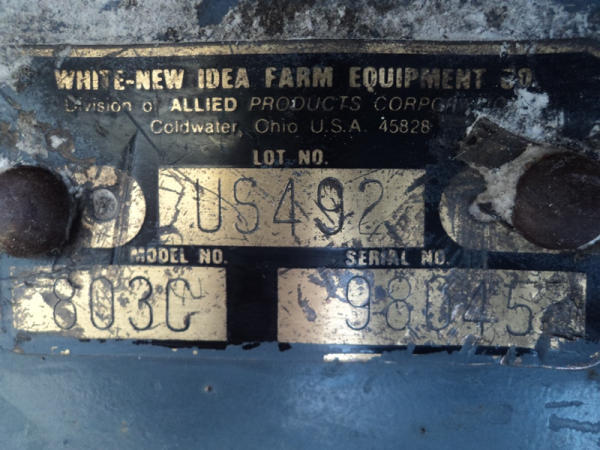 WHITE-NEW IDEA FARM EQUIPMENT CO.
Division of ALLIED PRODUCTS CORPORATION
Coldwater, Ohio U.S.A. 45828
LOT NO.
US492
MODEL NO. SERIAL NO.
803C 98045